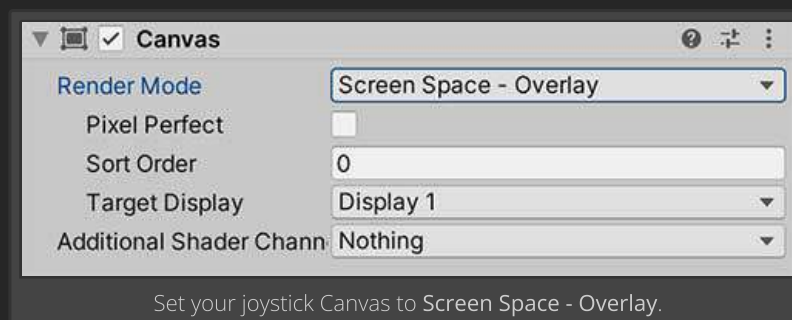 Canvas
Render Mode Screen Space - Overlay
Pixel Perfect
Sort Order 0
Target Display Display 1
Additional Shader Chann Nothing
Set your joystick Canvas to Screen Space - Overlay.